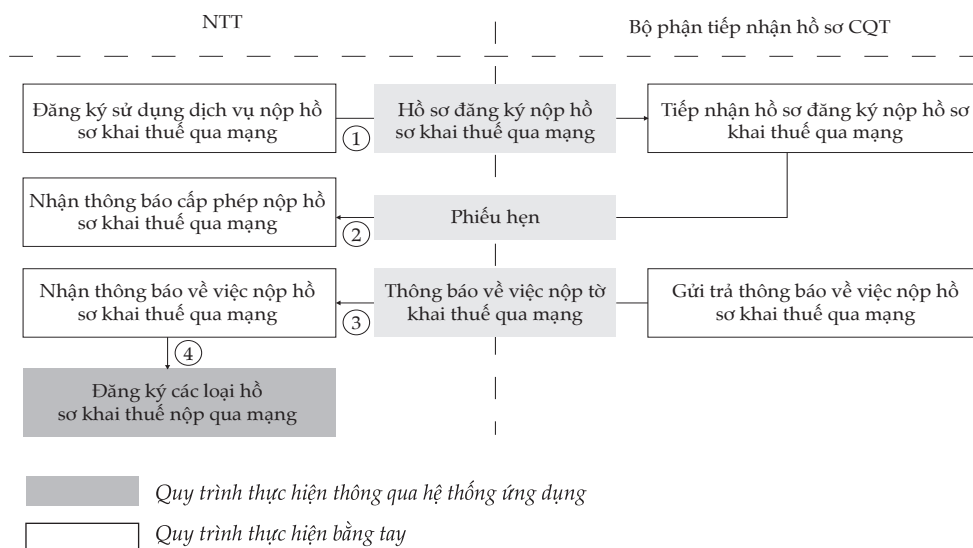 NTT
Bộ phận tiếp nhận hồ sơ CQT
Đăng ký sử dụng dịch vụ nộp hồ
sơ khai thuế qua mạng
1
Hồ sơ đăng ký nộp hồ
sơ khai thuế qua mạng
Tiếp nhận hồ sơ đăng ký nộp hồ sơ
khai thuế qua mạng
Nhận thông báo cấp phép nộp hồ
sơ khai thuế qua mạng
2
Phiếu hẹn
Nhận thông báo về việc nộp hồ
sơ khai thuế qua mạng
3
Thông báo về việc nộp tờ
khai thuế qua mạng
Gửi trả thông báo về việc nộp hồ
sơ khai thuế qua mạng
4
Đăng ký các loại hồ
sơ khai thuế nộp qua mạng
Quy trình thực hiện thông qua hệ thống ứng dụng
Quy trình thực hiện bằng tay